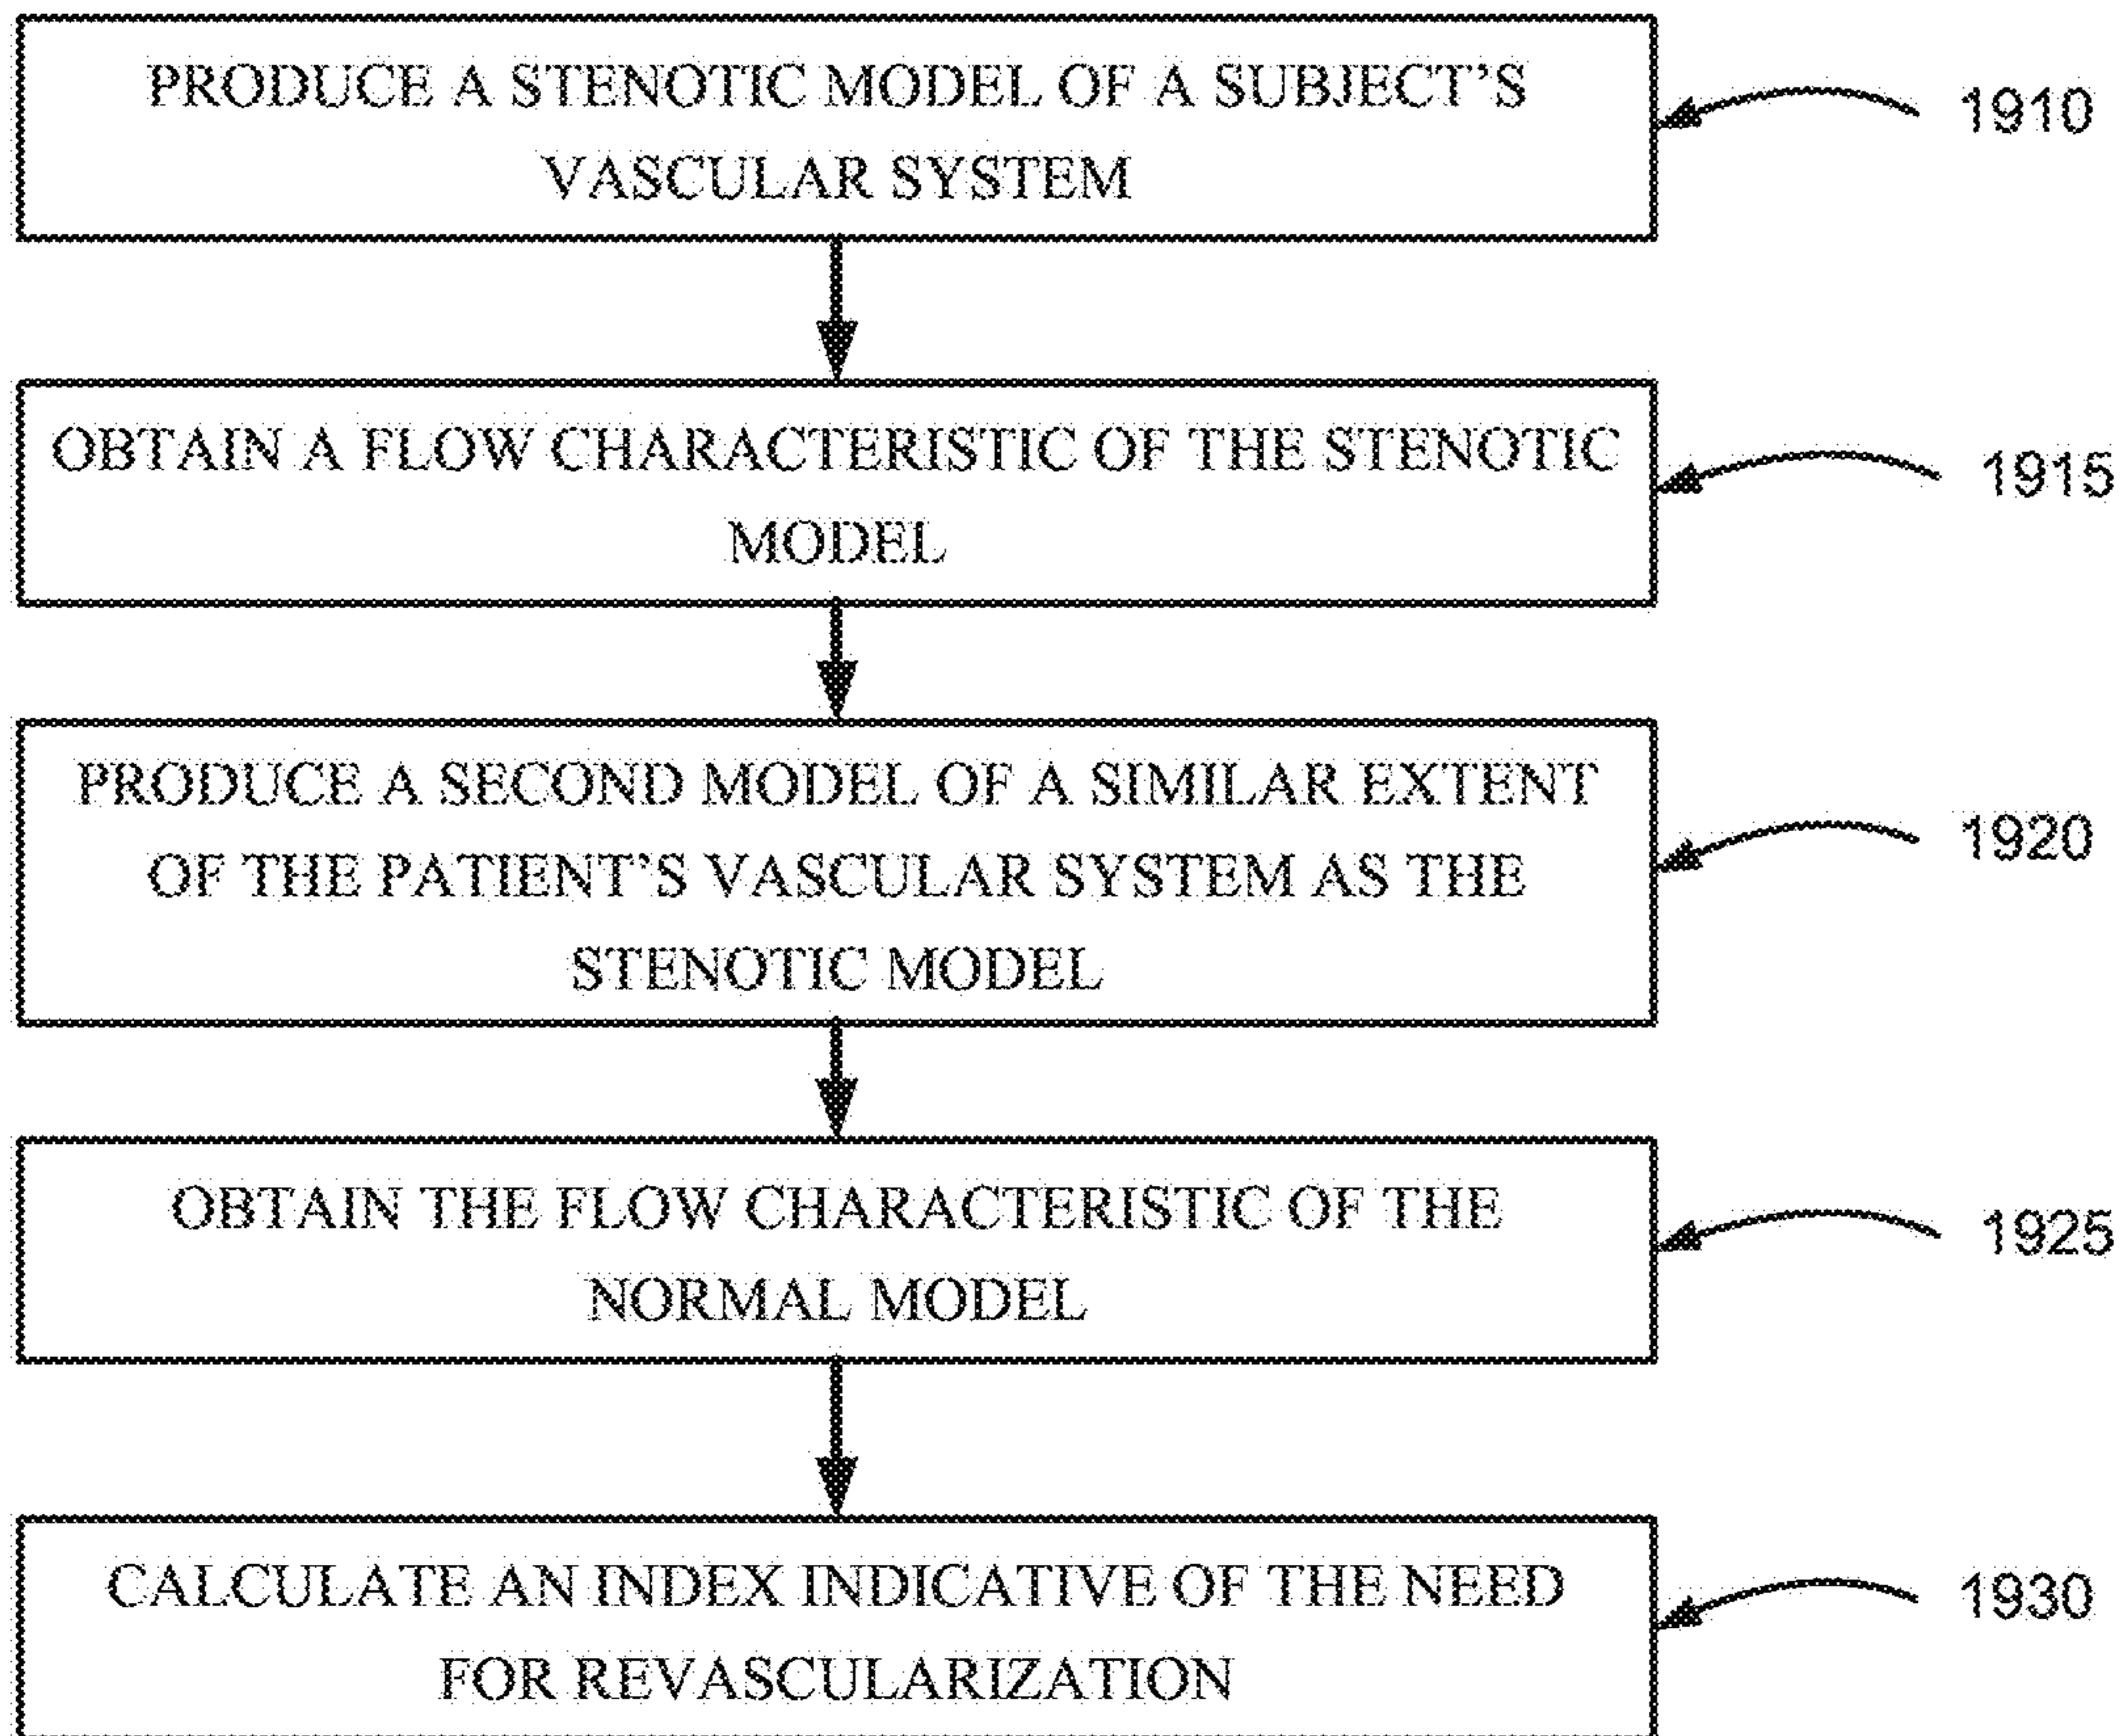 PRODUCE A STENOTIC MODEL OF A SUBJECT'S
VASCULAR SYSTEM
1910
OBTAIN A FLOW CHARACTERISTIC OF THE STENOTIC
MODEL
1915
PRODUCE A SECOND MODEL OF A SIMILAR EXTENT
OF THE PATIENT'S VASCULAR SYSTEM AS THE
STENOTIC MODEL
1920
OBTAIN THE FLOW CHARACTERISTIC OF THE
NORMAL MODEL
1925
CALCULATE AN INDEX INDICATIVE OF THE NEED
FOR REVASCULARIZATION
1930